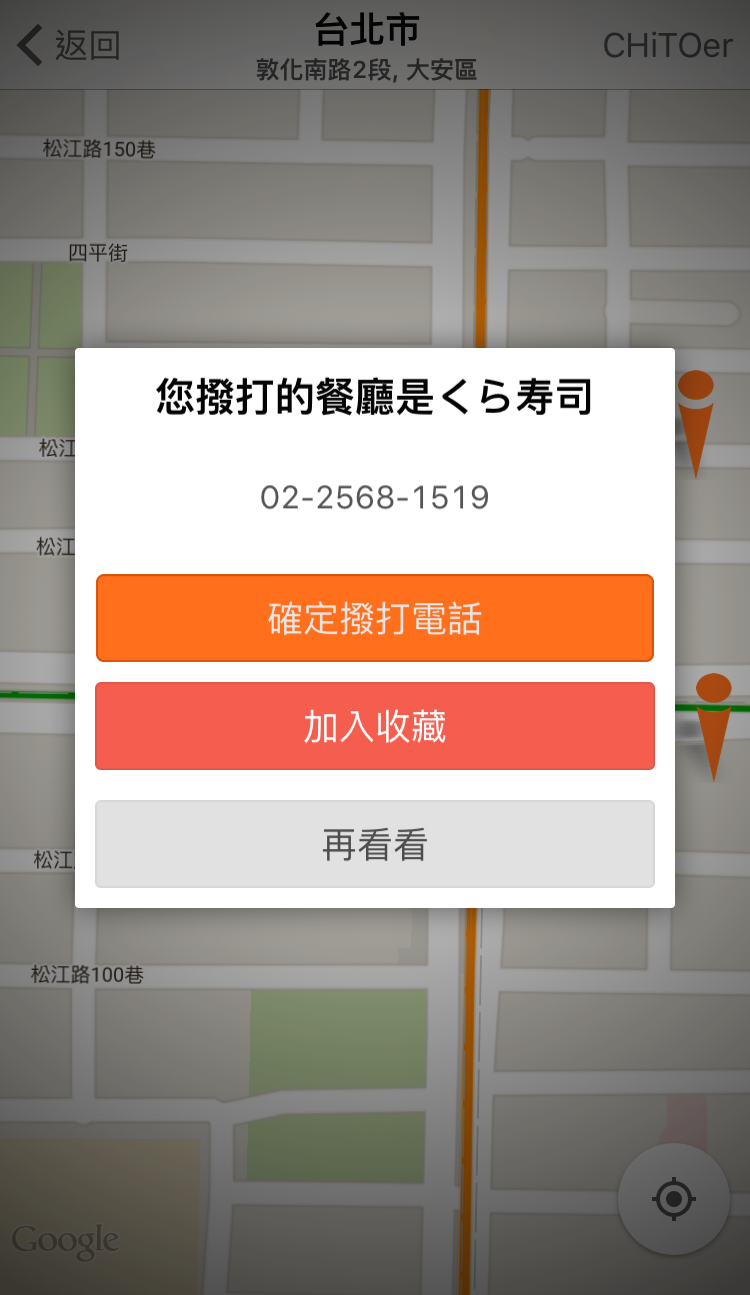 返回
台北市
敦化南路2段, 大安區
CHiTOer
松江路150巷
四平街
您撥打的餐廳是くら寿司
松江
02-2568-1519
松江
確定撥打電話
加入收藏
再看看
松江
松江路100巷
Google